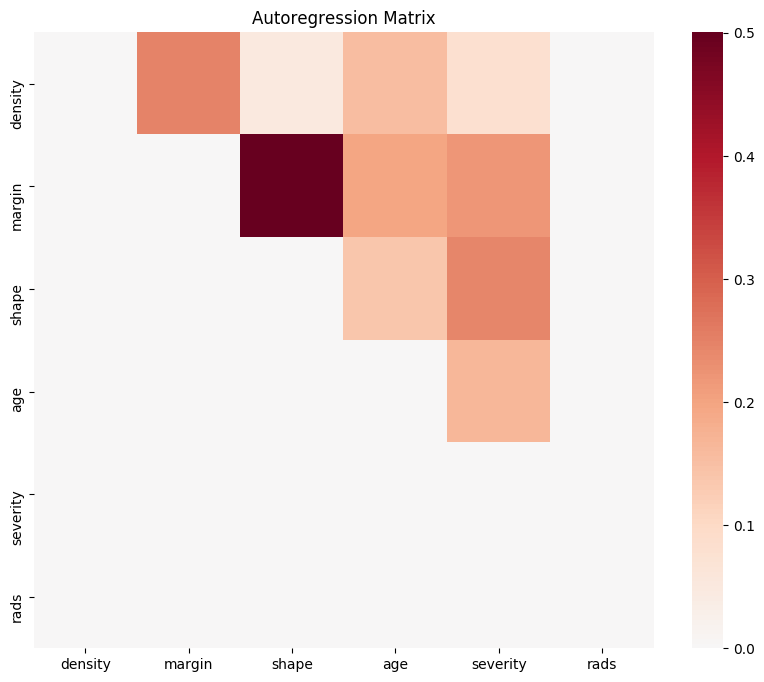 Autoregression Matrix
density
margin
shape
age
severity
rads
density margin shape age severity rads
0.5
0.4
0.3
0.2
0.1
0.0